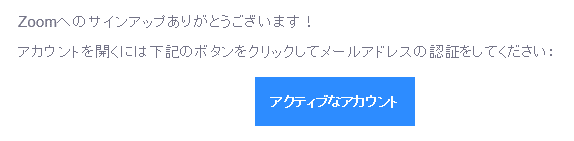 Zoomへのサインアップありがとうございます！
アカウントを開くには下記のボタンをクリックしてメールアドレスの認証をしてください:
アクティブなアカウント